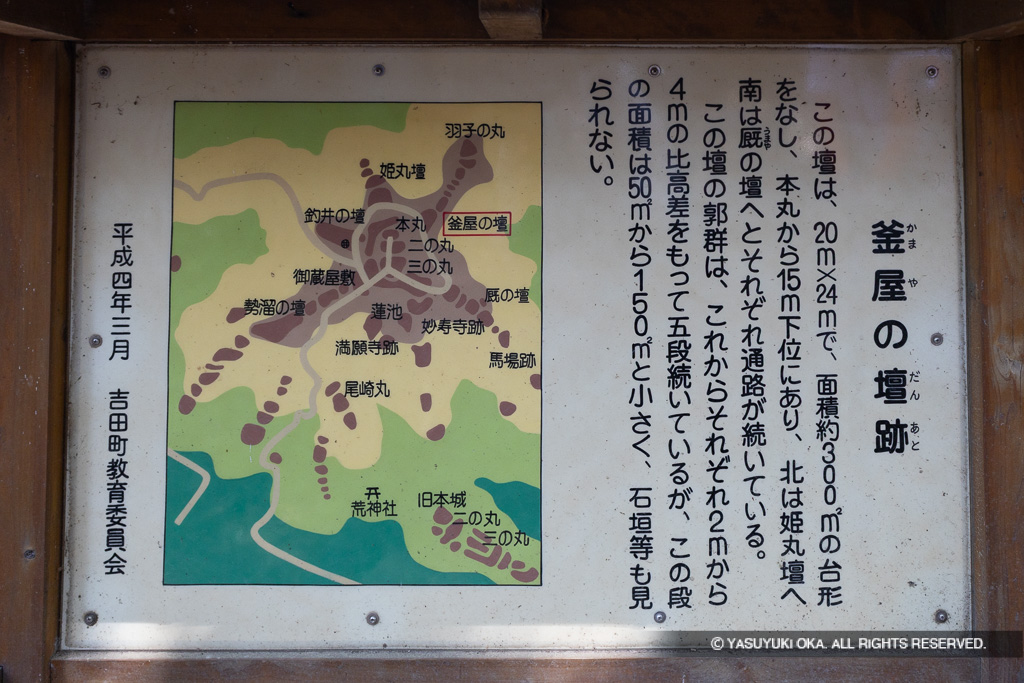 釜屋の壇跡
かまやだんあと
この壇は、20m×24mで、面積約300㎡の台形
をなし、本丸から15m下位にあり、北は姫丸壇へ
南は厩の壇へとそれぞれ通路が続いている。
うまや
この壇の郭群は、これからそれぞれ2mから
4mの比高差をもって五段続いているが、この段
の面積は50㎡から150㎡と小さく、石垣等も見
られない。
羽子の丸
姫丸壇
釣井の壇
本丸
釜屋の壇
二の丸
三の丸
御蔵屋敷
厩の壇
勢溜の壇
蓮池
妙寿寺跡
満願寺跡
馬場跡
尾崎丸
荒神社
旧本城
二の丸
三の丸
平成四年三月 吉田町教育委員会
© YASUYUKI OKA. ALL RIGHTS RESERVED.